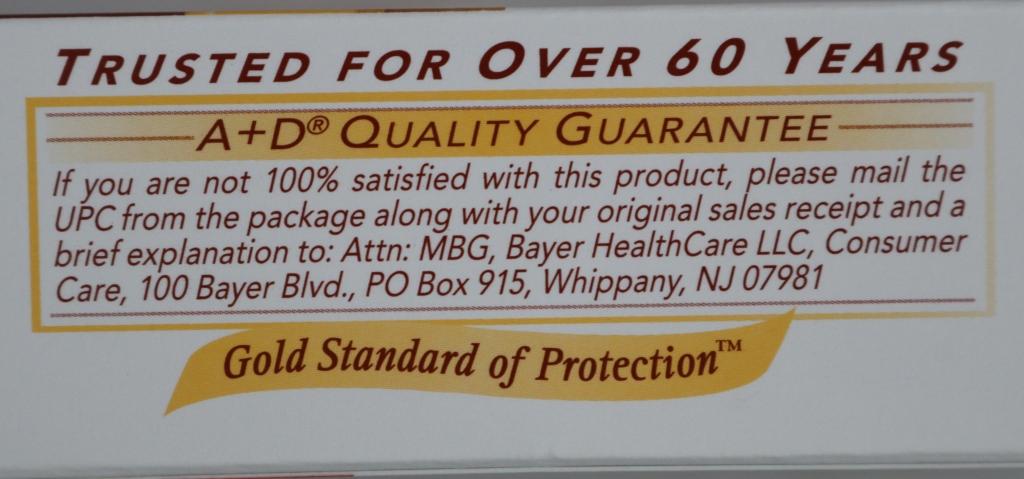 TRUSTED FOR OVER 60 YEARS
A+D® QUALITY GUARANTEE
If you are not 100% satisfied with this product, please mail the
UPC from the package along with your original sales receipt and a
brief explanation to: Attn: MBG, Bayer HealthCare LLC, Consumer
Care, 100 Bayer Blvd., PO Box 915, Whippany, NJ 07981
Gold Standard of Protection™